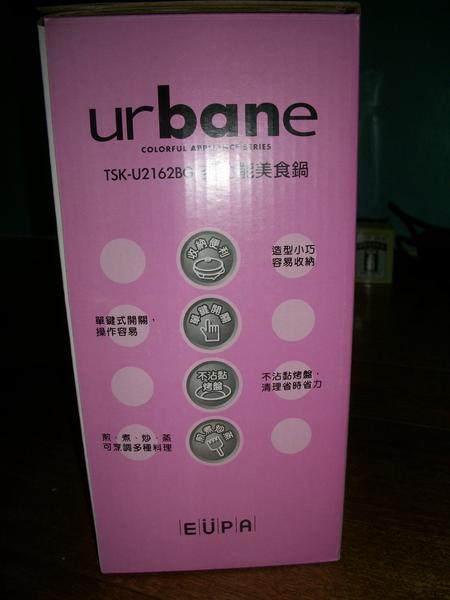 urbane
COLORFUL APPLIANCE SERIES
TSK-U2162BG 能美食鍋
收納便利
造型小巧
容易收納
單鍵式開關，
操作容易
單鍵開關
不沾黏
烤盤
不沾黏烤盤，
清理省時省力
煎、煮、炒、蒸
可烹調多種料理
煎煮炒蒸
EUPA